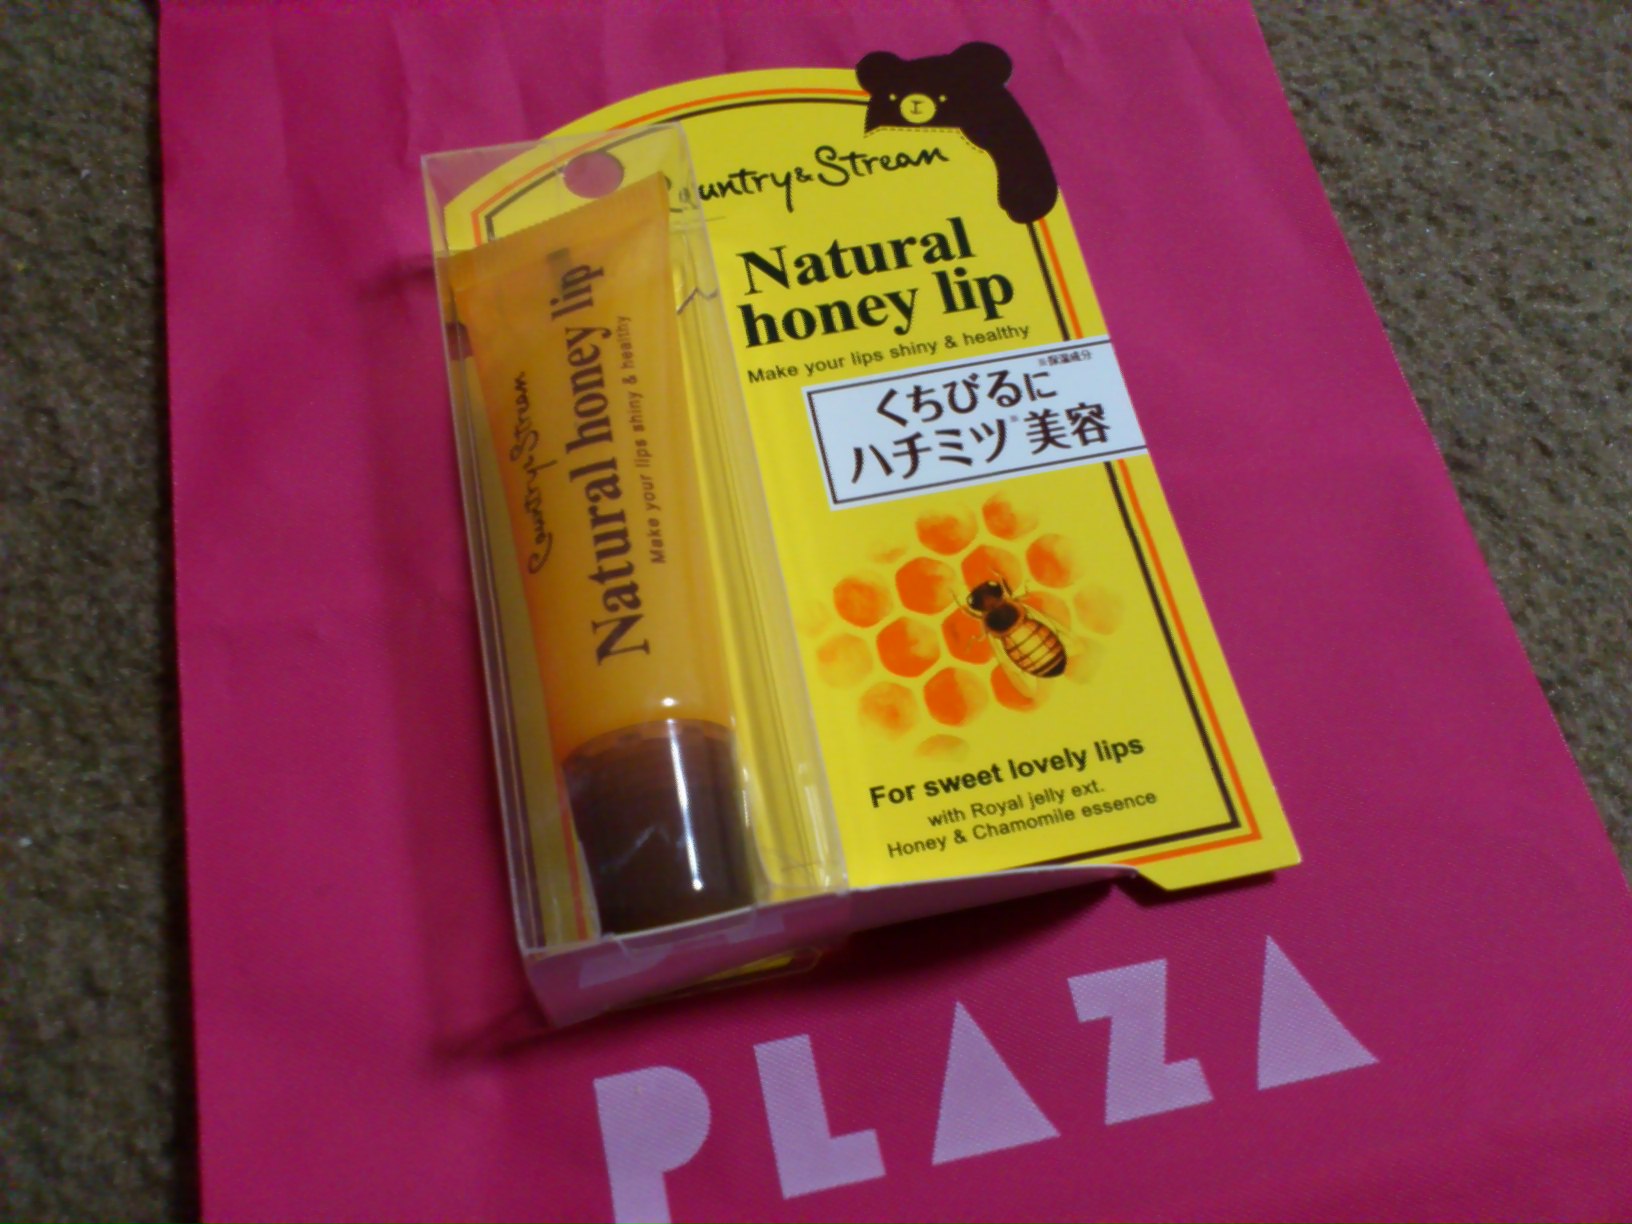 Country & Stream
Natural
honey lip
Make your lips shiny & healthy
※保湿成分
くちびるに
ハチミツ※美容
For sweet lovely lips
with Royal jelly ext.
Honey & Chamomile essence
Country & Stream
Natural honey lip
Make your lips shiny & healthy
PLAZA